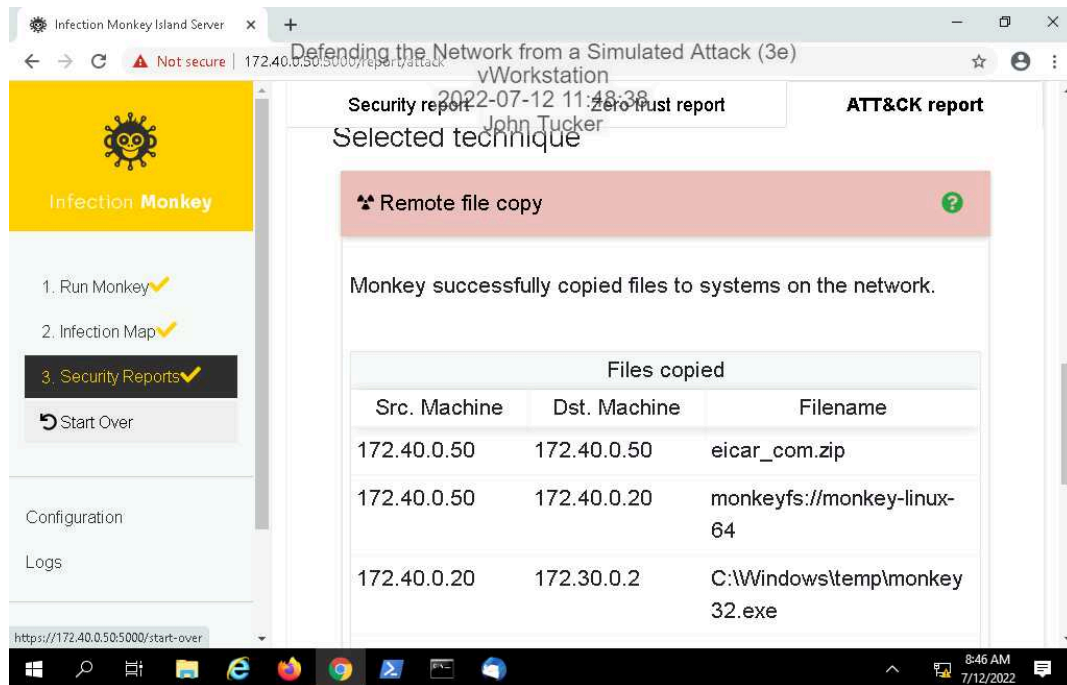 Infection Monkey Island Server
Not secure | 172.40.0.50:5000/report/attack
Defending the Network from a Simulated Attack (3e)
vWorkstation
2022-07-12 11:48:38
John Tucker
Security report
Zero trust report
ATT&CK report
Infection Monkey
1. Run Monkey
2. Infection Map
3. Security Reports
Start Over
Configuration
Logs
https://172.40.0.50:5000/start-over
Selected technique
Remote file copy
Monkey successfully copied files to systems on the network.
Files copied
Src. Machine Dst. Machine Filename
172.40.0.50 172.40.0.50 eicar_com.zip
172.40.0.50 172.40.0.20 monkeyfs://monkey-linux-
64
172.40.0.20 172.30.0.2 C:\Windows\temp\monkey
32.exe
8:46 AM
7/12/2022